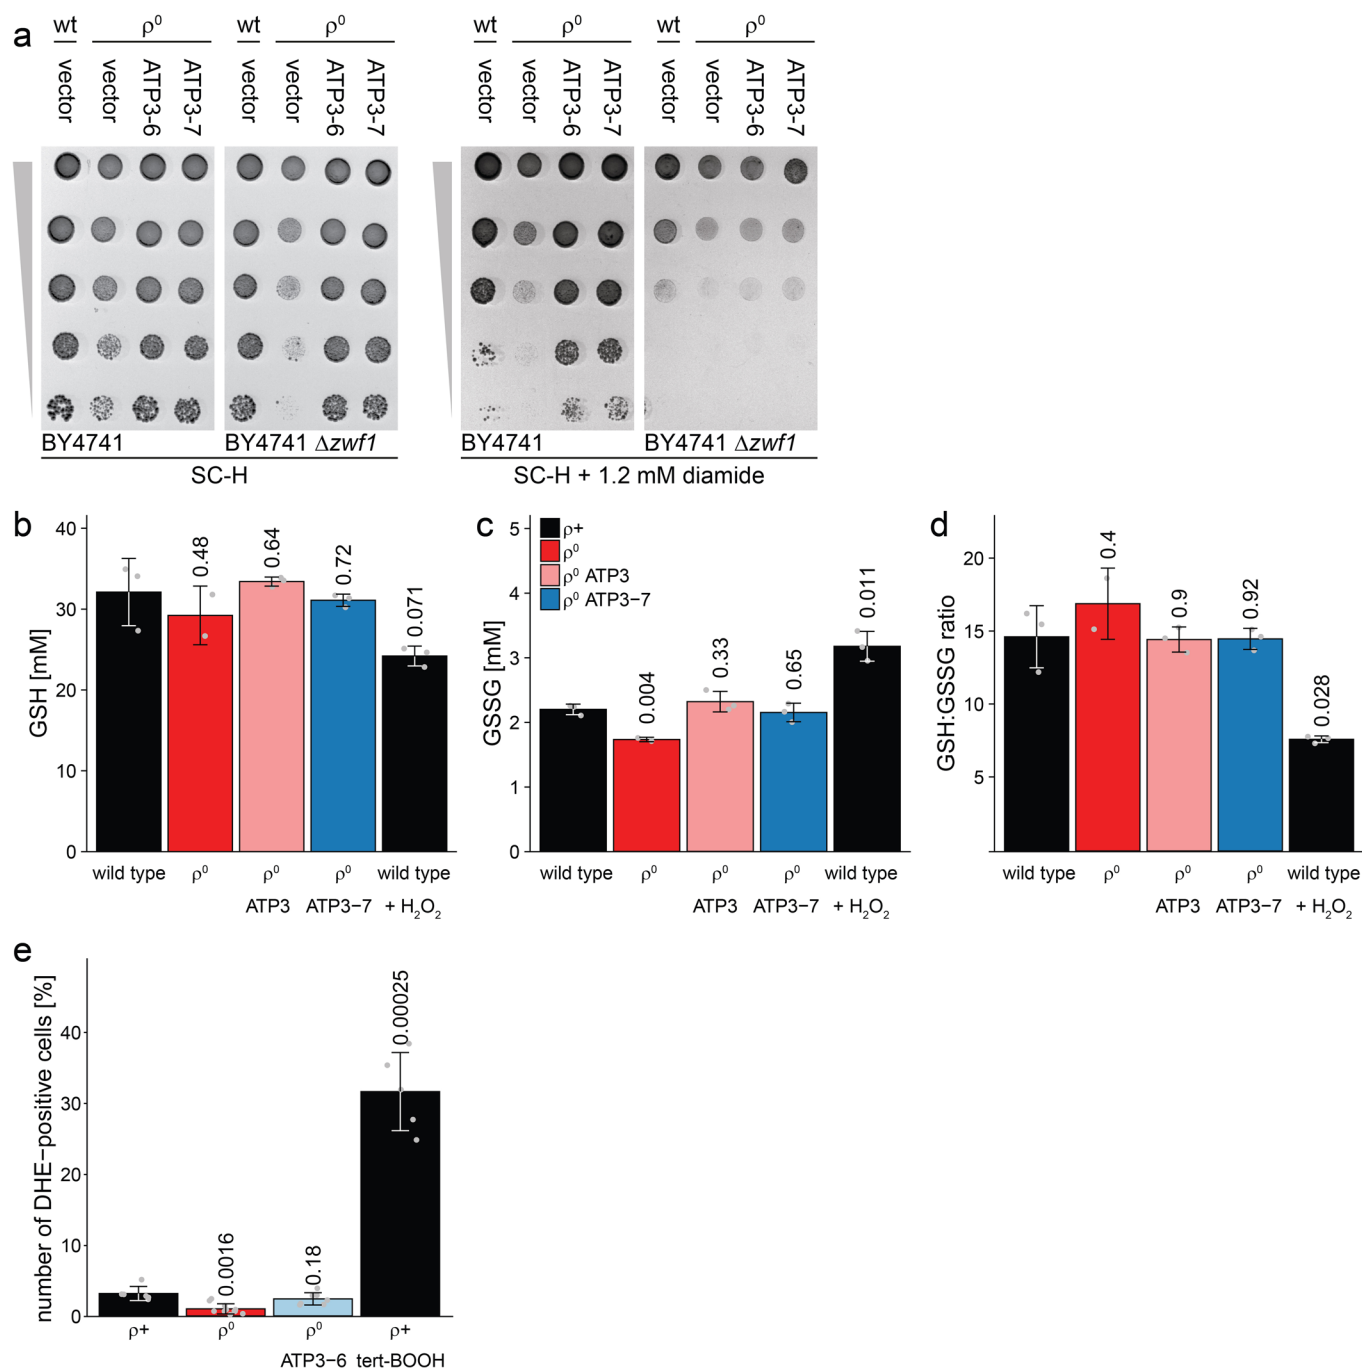 a
wt ρ⁰ wt ρ⁰ wt ρ⁰ wt ρ⁰
vector vector ATP3-6 ATP3-7 vector vector ATP3-6 ATP3-7 vector vector ATP3-6 ATP3-7 vector vector ATP3-6 ATP3-7
BY4741 BY4741 Δzwf1 BY4741 BY4741 Δzwf1
SC-H SC-H + 1.2 mM diamide
b
GSH [mM]
40
30
20
10
0
0.48 0.64 0.72 0.071
wild type ρ⁰ ρ⁰ ρ⁰ wild type
ATP3 ATP3−7 + H₂O₂
c
GSSG [mM]
5
4
3
2
1
0
ρ+
ρ⁰
ρ⁰ ATP3
ρ⁰ ATP3−7
0.004 0.33 0.65 0.011
wild type ρ⁰ ρ⁰ ρ⁰ wild type
ATP3 ATP3−7 + H₂O₂
d
GSH:GSSG ratio
20
15
10
5
0.4 0.9 0.92 0.028
wild type ρ⁰ ρ⁰ ρ⁰ wild type
ATP3 ATP3−7 + H₂O₂
e
number of DHE−positive cells [%]
40
30
20
10
0
0.0016 0.18 0.00025
ρ+ ρ⁰ ρ⁰ ρ+
ATP3−6 tert−BOOH